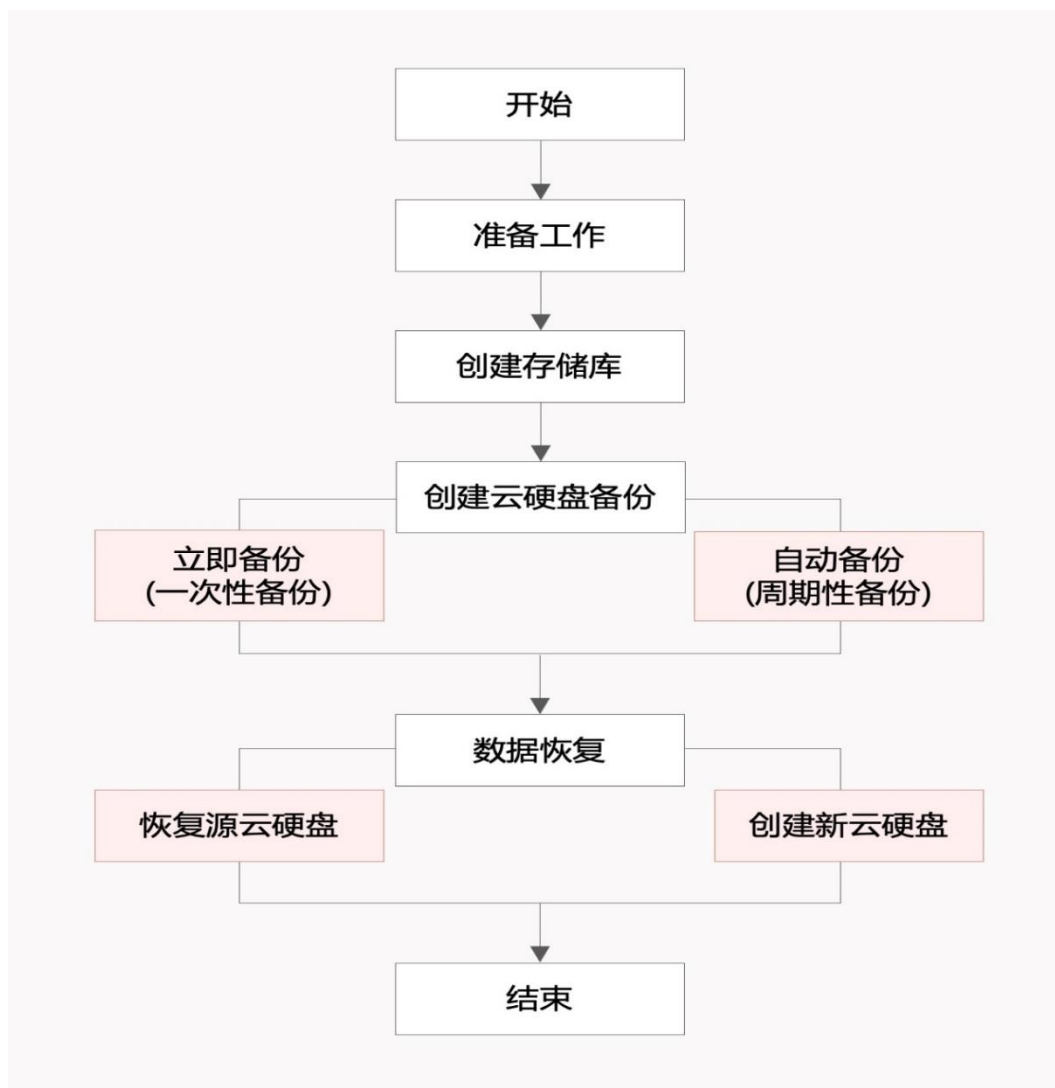 开始
准备工作
创建存储库
创建云硬盘备份
立即备份
(一次性备份)
自动备份
(周期性备份)
数据恢复
恢复源云硬盘
创建新云硬盘
结束